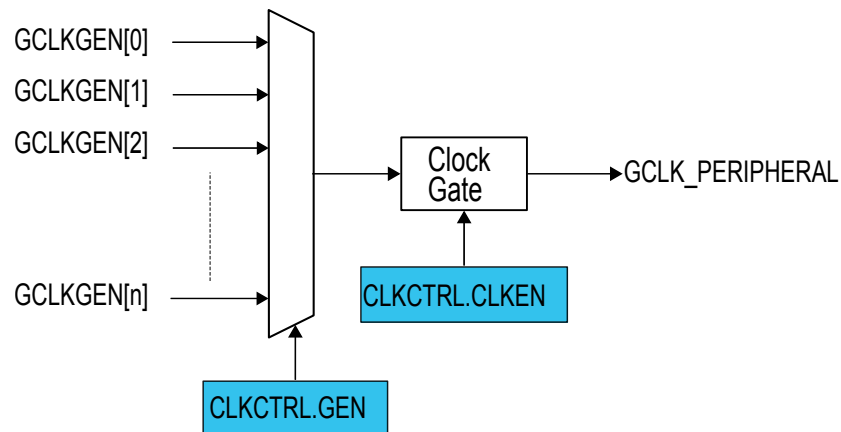 GCLKGEN[0]
GCLKGEN[1]
GCLKGEN[2]
Clock
Gate
GCLK_PERIPHERAL
GCLKGEN[n]
CLKCTRL.CLKEN
CLKCTRL.GEN